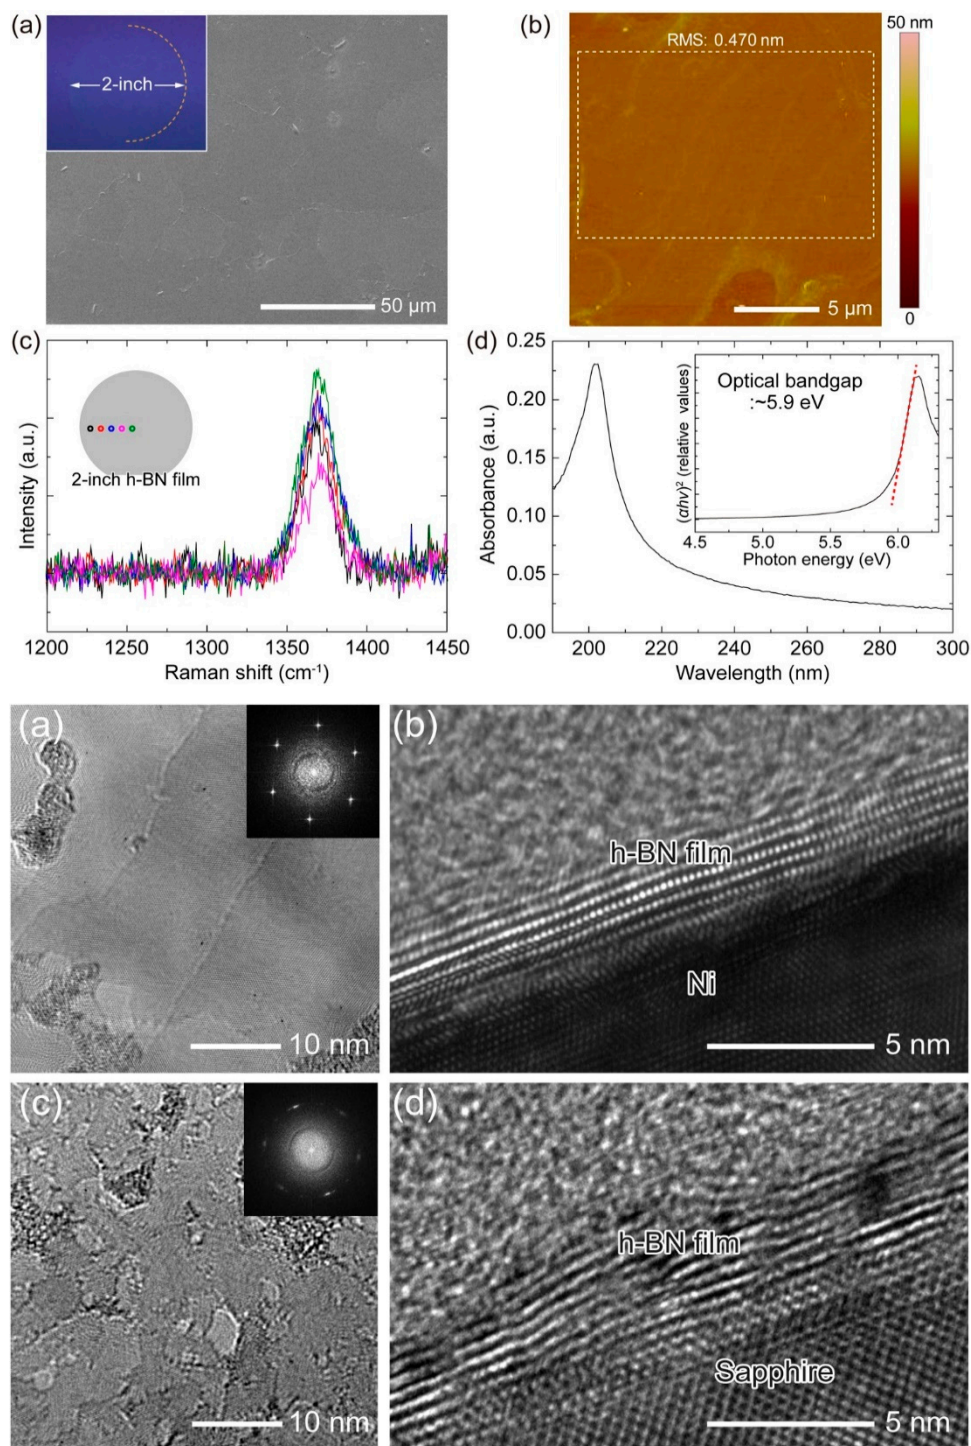 (a)
2-inch
50 μm
(b)
RMS: 0.470 nm
5 μm
50 nm
0
(c)
Intensity (a.u.)
2-inch h-BN film
1200 1250 1300 1350 1400 1450
Raman shift (cm⁻¹)
(d)
Absorbance (a.u.)
0.25
0.20
0.15
0.10
0.05
0.00
(αhν)² (relative values)
Optical bandgap
:~5.9 eV
4.5 5.0 5.5 6.0
Photon energy (eV)
200 220 240 260 280 300
Wavelength (nm)
(a)
10 nm
(b)
h-BN film
Ni
5 nm
(c)
10 nm
(d)
h-BN film
Sapphire
5 nm